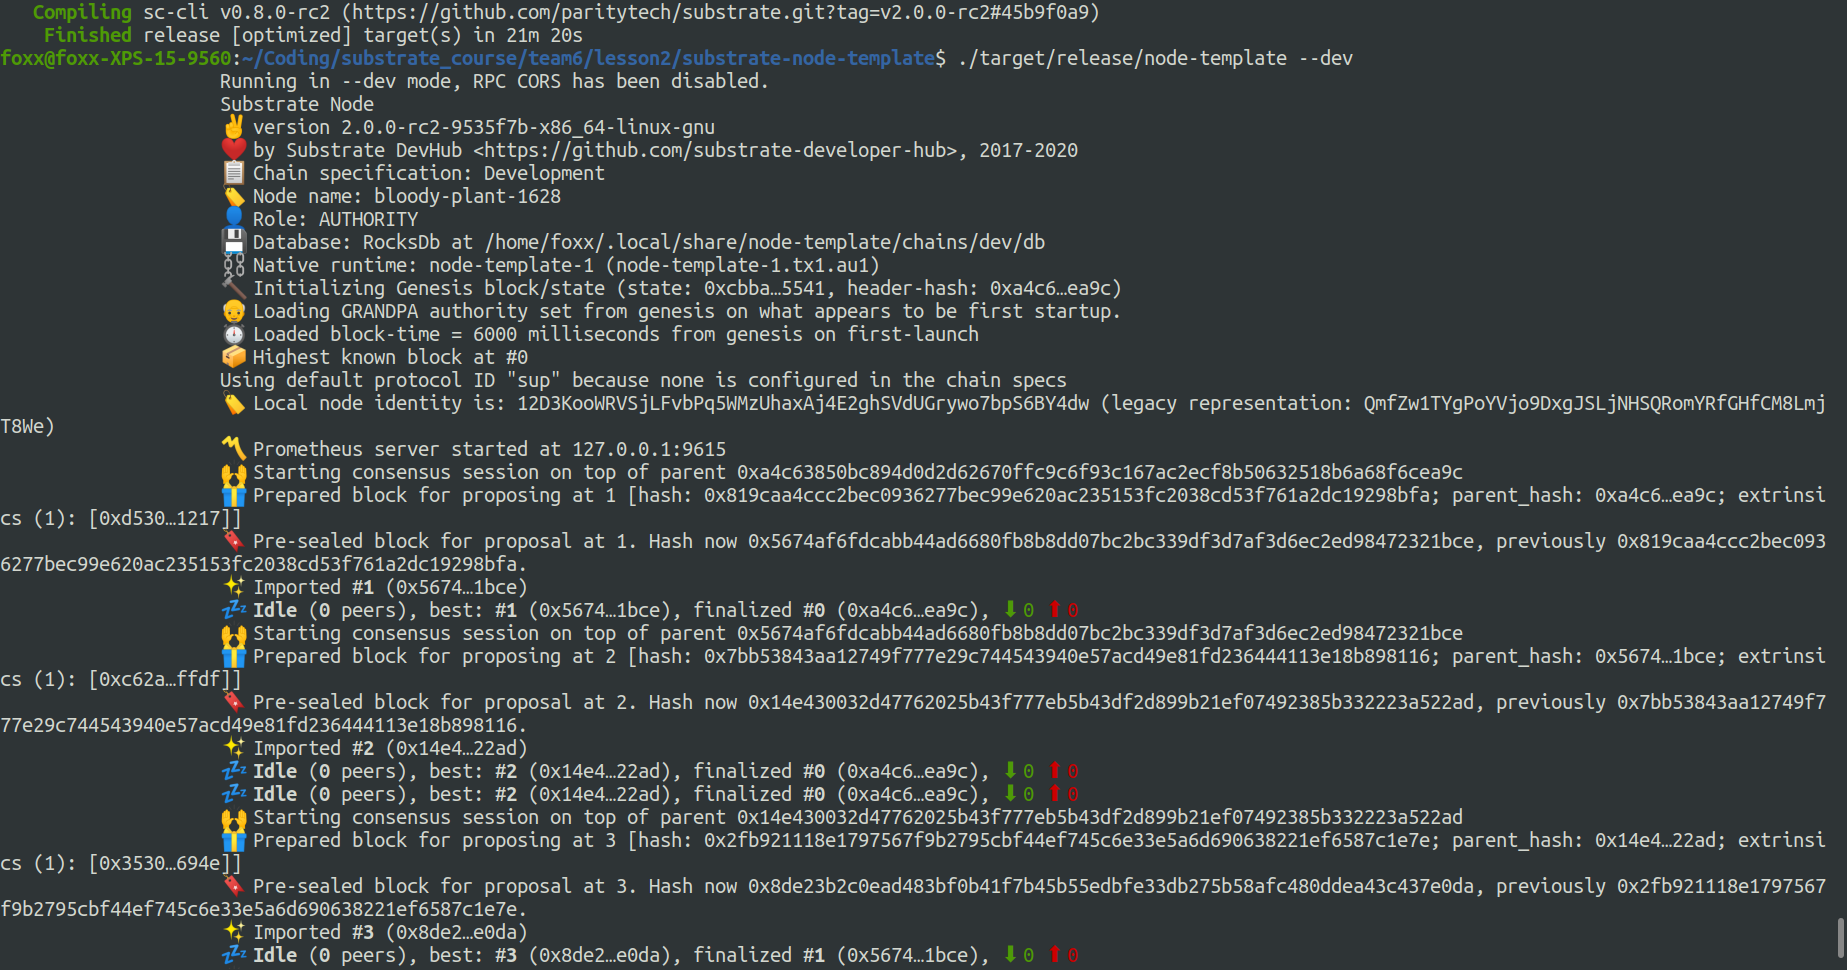 Compiling sc-cli v0.8.0-rc2 (https://github.com/paritytech/substrate.git?tag=v2.0.0-rc2#45b9f0a9)
Finished release [optimized] target(s) in 21m 20s
foxx@foxx-XPS-15-9560:~/Coding/substrate_course/team6/lesson2/substrate-node-template$ ./target/release/node-template --dev
Running in --dev mode, RPC CORS has been disabled.
Substrate Node
✌️ version 2.0.0-rc2-9535f7b-x86_64-linux-gnu
❤️ by Substrate DevHub <https://github.com/substrate-developer-hub>, 2017-2020
📋 Chain specification: Development
🏷 Node name: bloody-plant-1628
👤 Role: AUTHORITY
💾 Database: RocksDb at /home/foxx/.local/share/node-template/chains/dev/db
⛓ Native runtime: node-template-1 (node-template-1.tx1.au1)
🔨 Initializing Genesis block/state (state: 0xcbba…5541, header-hash: 0xa4c6…ea9c)
👴 Loading GRANDPA authority set from genesis on what appears to be first startup.
⏱ Loaded block-time = 6000 milliseconds from genesis on first-launch
📦 Highest known block at #0
Using default protocol ID "sup" because none is configured in the chain specs
🏷 Local node identity is: 12D3KooWRVSjLFvbPq5WMzUhaxAj4E2ghSVdUGrywo7bpS6BY4dw (legacy representation: QmfZw1TYgPoYVjo9DxgJSLjNHSQRomYRfGHfCM8Lmj
T8We)
〽️ Prometheus server started at 127.0.0.1:9615
🙌 Starting consensus session on top of parent 0xa4c63850bc894d0d2d62670ffc9c6f93c167ac2ecf8b50632518b6a68f6cea9c
🎁 Prepared block for proposing at 1 [hash: 0x819caa4ccc2bec0936277bec99e620ac235153fc2038cd53f761a2dc19298bfa; parent_hash: 0xa4c6…ea9c; extrinsi
cs (1): [0xd530…1217]]
🔖 Pre-sealed block for proposal at 1. Hash now 0x5674af6fdcabb44ad6680fb8b8dd07bc2bc339df3d7af3d6ec2ed98472321bce, previously 0x819caa4ccc2bec093
6277bec99e620ac235153fc2038cd53f761a2dc19298bfa.
✨ Imported #1 (0x5674…1bce)
💤 Idle (0 peers), best: #1 (0x5674…1bce), finalized #0 (0xa4c6…ea9c), ⬇ 0 ⬆ 0
🙌 Starting consensus session on top of parent 0x5674af6fdcabb44ad6680fb8b8dd07bc2bc339df3d7af3d6ec2ed98472321bce
🎁 Prepared block for proposing at 2 [hash: 0x7bb53843aa12749f777e29c744543940e57acd49e81fd236444113e18b898116; parent_hash: 0x5674…1bce; extrinsi
cs (1): [0xc62a…ffdf]]
🔖 Pre-sealed block for proposal at 2. Hash now 0x14e430032d47762025b43f777eb5b43df2d899b21ef07492385b332223a522ad, previously 0x7bb53843aa12749f7
77e29c744543940e57acd49e81fd236444113e18b898116.
✨ Imported #2 (0x14e4…22ad)
💤 Idle (0 peers), best: #2 (0x14e4…22ad), finalized #0 (0xa4c6…ea9c), ⬇ 0 ⬆ 0
💤 Idle (0 peers), best: #2 (0x14e4…22ad), finalized #0 (0xa4c6…ea9c), ⬇ 0 ⬆ 0
🙌 Starting consensus session on top of parent 0x14e430032d47762025b43f777eb5b43df2d899b21ef07492385b332223a522ad
🎁 Prepared block for proposing at 3 [hash: 0x2fb921118e1797567f9b2795cbf44ef745c6e33e5a6d690638221ef6587c1e7e; parent_hash: 0x14e4…22ad; extrinsi
cs (1): [0x3530…694e]]
🔖 Pre-sealed block for proposal at 3. Hash now 0x8de23b2c0ead483bf0b41f7b45b55edbfe33db275b58afc480ddea43c437e0da, previously 0x2fb921118e1797567
f9b2795cbf44ef745c6e33e5a6d690638221ef6587c1e7e.
✨ Imported #3 (0x8de2…e0da)
💤 Idle (0 peers), best: #3 (0x8de2…e0da), finalized #1 (0x5674…1bce), ⬇ 0 ⬆ 0